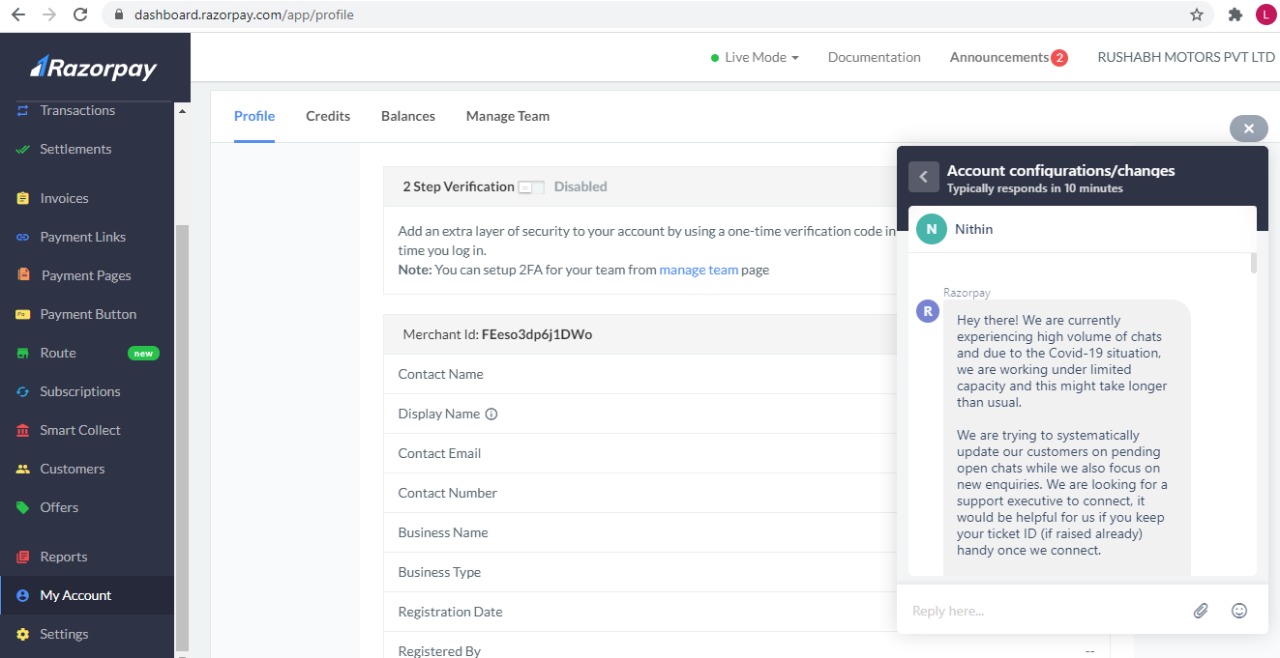 dashboard.razorpay.com/app/profile
L
Razorpay
Live Mode
Documentation
Announcements 2
RUSHABH MOTORS PVT LTD
Transactions
Settlements
Invoices
Payment Links
Payment Pages
Payment Button
Route new
Subscriptions
Smart Collect
Customers
Offers
Reports
My Account
Settings
Profile
Credits
Balances
Manage Team
2 Step Verification Disabled
Add an extra layer of security to your account by using a one-time verification code in
time you log in.
Note: You can setup 2FA for your team from manage team page
Merchant Id: FEeso3dp6j1DWo
Contact Name
Display Name
Contact Email
Contact Number
Business Name
Business Type
Registration Date
Registered By --
Account configurations/changes
Typically responds in 10 minutes
N Nithin
Razorpay
R
Hey there! We are currently
experiencing high volume of chats
and due to the Covid-19 situation,
we are working under limited
capacity and this might take longer
than usual.
We are trying to systematically
update our customers on pending
open chats while we also focus on
new enquiries. We are looking for a
support executive to connect, it
would be helpful for us if you keep
your ticket ID (if raised already)
handy once we connect.
Reply here...